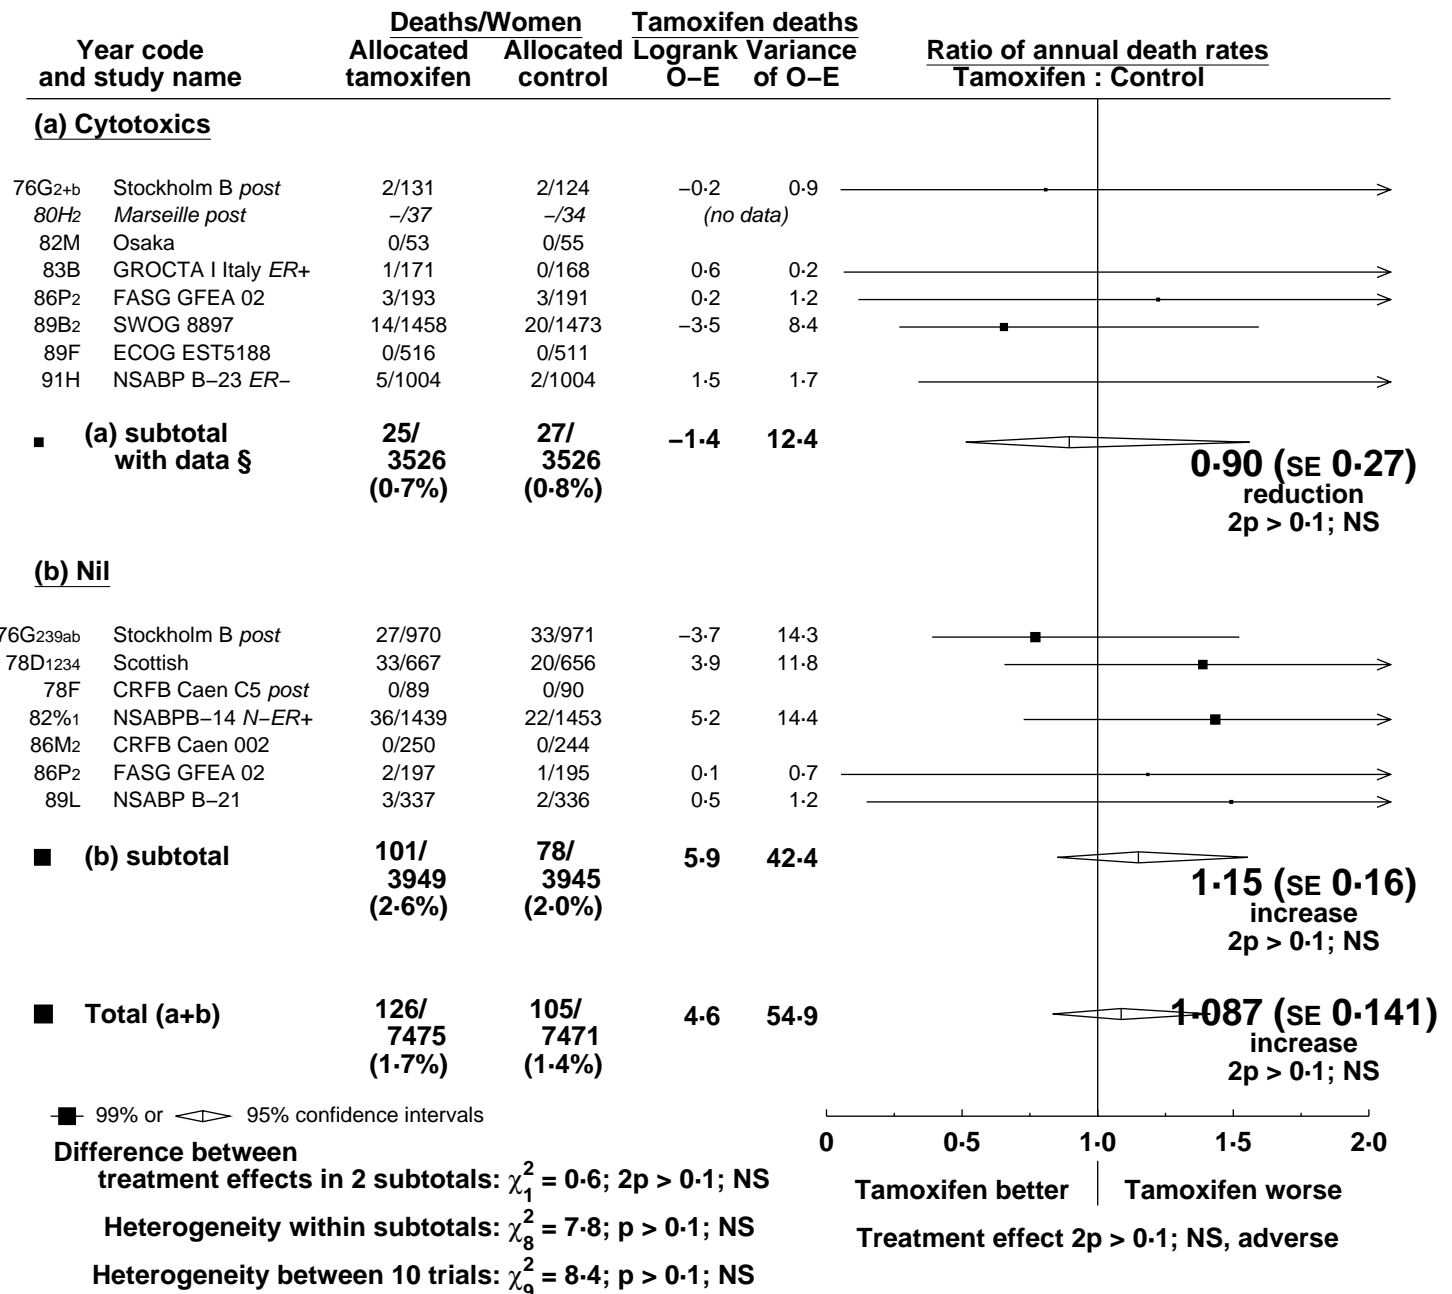 Deaths/Women Tamoxifen deaths
Year code Allocated Allocated Logrank Variance Ratio of annual death rates
and study name tamoxifen control O–E of O–E Tamoxifen : Control
(a) Cytotoxics
76G2+b Stockholm B post 2/131 2/124 –0·2 0·9
80H2 Marseille post –/37 –/34 (no data)
82M Osaka 0/53 0/55
83B GROCTA I Italy ER+ 1/171 0/168 0·6 0·2
86P2 FASG GFEA 02 3/193 3/191 0·2 1·2
89B2 SWOG 8897 14/1458 20/1473 –3·5 8·4
89F ECOG EST5188 0/516 0/511
91H NSABP B–23 ER– 5/1004 2/1004 1·5 1·7
(a) subtotal 25/ 27/ –1·4 12·4
with data § 3526 3526 0·90 (SE 0·27)
(0·7%) (0·8%) reduction
2p > 0·1; NS
(b) Nil
76G239ab Stockholm B post 27/970 33/971 –3·7 14·3
78D1234 Scottish 33/667 20/656 3·9 11·8
78F CRFB Caen C5 post 0/89 0/90
82%1 NSABPB–14 N–ER+ 36/1439 22/1453 5·2 14·4
86M2 CRFB Caen 002 0/250 0/244
86P2 FASG GFEA 02 2/197 1/195 0·1 0·7
89L NSABP B–21 3/337 2/336 0·5 1·2
(b) subtotal 101/ 78/ 5·9 42·4
3949 3945 1·15 (SE 0·16)
(2·6%) (2·0%) increase
2p > 0·1; NS
Total (a+b) 126/ 105/ 4·6 54·9 1·087 (SE 0·141)
7475 7471 increase
(1·7%) (1·4%) 2p > 0·1; NS
99% or 95% confidence intervals
0 0·5 1·0 1·5 2·0
Difference between
treatment effects in 2 subtotals: χ²₁ = 0·6; 2p > 0·1; NS
Tamoxifen better Tamoxifen worse
Heterogeneity within subtotals: χ²₈ = 7·8; p > 0·1; NS
Treatment effect 2p > 0·1; NS, adverse
Heterogeneity between 10 trials: χ²₉ = 8·4; p > 0·1; NS